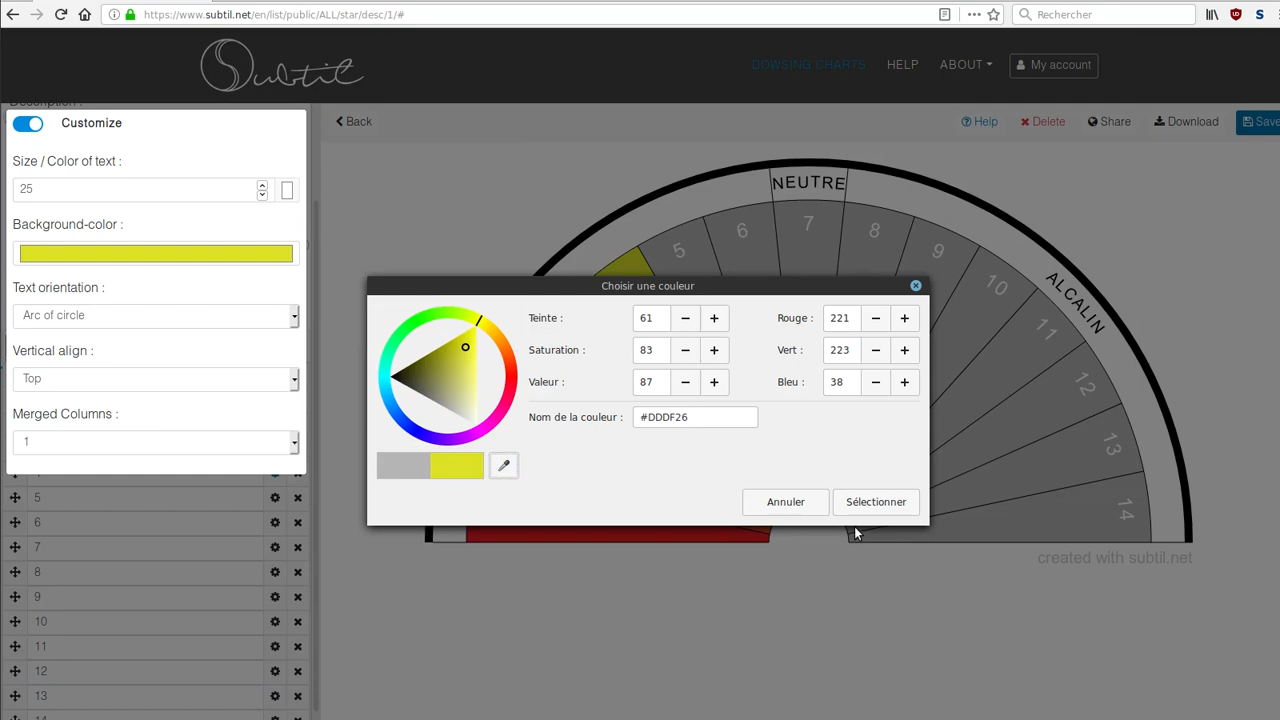 https://www.subtil.net/en/list/public/ALL/star/desc/1/#
Rechercher
S
Subtil
DOWSING CHARTS
HELP
ABOUT
My account
Description :
Customize
Size / Color of text :
25
Background-color :
Text orientation :
Arc of circle
Vertical align :
Top
Merged Columns :
1
5
6
7
8
9
10
11
12
13
14
Back
Help
Delete
Share
Download
Save
NEUTRE
ALCALIN
5
6
7
8
9
10
11
12
13
14
created with subtil.net
Choisir une couleur
Teinte :
61
Rouge :
221
Saturation :
83
Vert :
223
Valeur :
87
Bleu :
38
Nom de la couleur :
#DDDF26
Annuler
Sélectionner